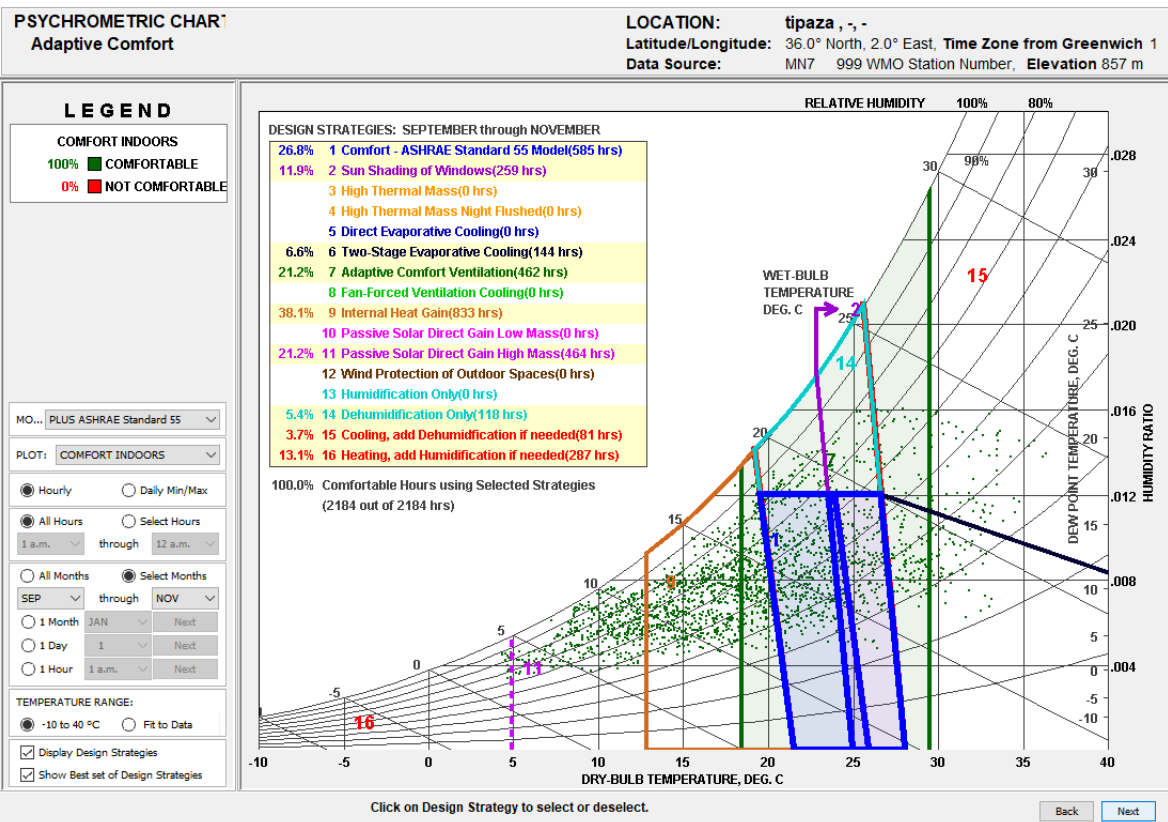 PSYCHROMETRIC CHART
Adaptive Comfort
LOCATION: tipaza , -, -
Latitude/Longitude: 36.0° North, 2.0° East, Time Zone from Greenwich 1
Data Source: MN7 999 WMO Station Number, Elevation 857 m
LEGEND
COMFORT INDOORS
100% COMFORTABLE
0% NOT COMFORTABLE
MO... PLUS ASHRAE Standard 55
PLOT: COMFORT INDOORS
Hourly Daily Min/Max
All Hours Select Hours
1 a.m. through 12 a.m.
All Months Select Months
SEP through NOV
1 Month JAN Next
1 Day 1 Next
1 Hour 1 a.m. Next
TEMPERATURE RANGE:
-10 to 40 °C Fit to Data
Display Design Strategies
Show Best set of Design Strategies
DESIGN STRATEGIES: SEPTEMBER through NOVEMBER
26.8% 1 Comfort - ASHRAE Standard 55 Model(585 hrs)
11.9% 2 Sun Shading of Windows(259 hrs)
3 High Thermal Mass(0 hrs)
4 High Thermal Mass Night Flushed(0 hrs)
5 Direct Evaporative Cooling(0 hrs)
6.6% 6 Two-Stage Evaporative Cooling(144 hrs)
21.2% 7 Adaptive Comfort Ventilation(462 hrs)
8 Fan-Forced Ventilation Cooling(0 hrs)
38.1% 9 Internal Heat Gain(833 hrs)
10 Passive Solar Direct Gain Low Mass(0 hrs)
21.2% 11 Passive Solar Direct Gain High Mass(464 hrs)
12 Wind Protection of Outdoor Spaces(0 hrs)
13 Humidification Only(0 hrs)
5.4% 14 Dehumidification Only(118 hrs)
3.7% 15 Cooling, add Dehumidfication if needed(81 hrs)
13.1% 16 Heating, add Humidification if needed(287 hrs)
100.0% Comfortable Hours using Selected Strategies
(2184 out of 2184 hrs)
RELATIVE HUMIDITY 100% 80%
90%
WET-BULB
TEMPERATURE
DEG. C
-5
0
5
10
15
20
25
30
1
2
7
9
11
14
15
16
30
25
20
15
10
5
0
-5
-10
DEW POINT TEMPERATURE, DEG. C
.028
.024
.020
.016
.012
.008
.004
HUMIDITY RATIO
-10 -5 0 5 10 15 20 25 30 35 40
DRY-BULB TEMPERATURE, DEG. C
Click on Design Strategy to select or deselect.
Back Next